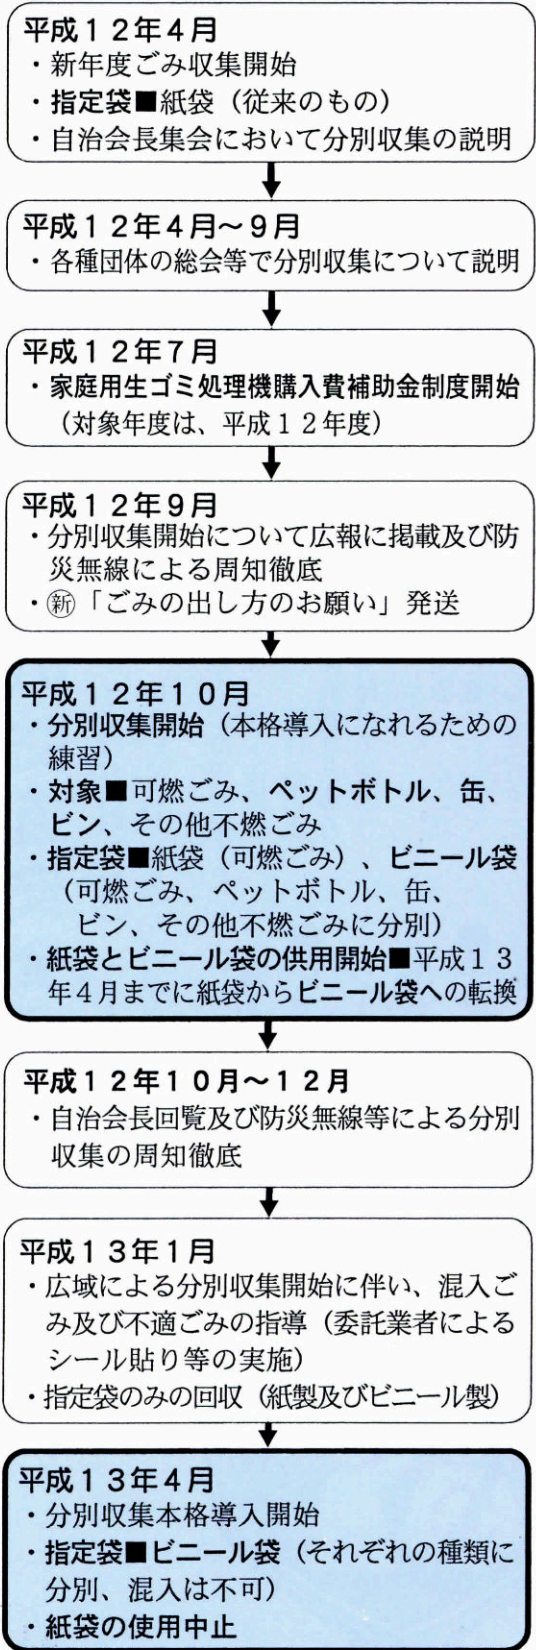 平成１２年４月
・新年度ごみ収集開始
・指定袋■紙袋（従来のもの）
・自治会長集会において分別収集の説明
平成１２年４月～９月
・各種団体の総会等で分別収集について説明
平成１２年７月
・家庭用生ゴミ処理機購入費補助金制度開始
（対象年度は、平成１２年度）
平成１２年９月
・分別収集開始について広報に掲載及び防
災無線による周知徹底
・㊟「ごみの出し方のお願い」発送
平成１２年１０月
・分別収集開始（本格導入になれるための
練習）
・対象■可燃ごみ、ペットボトル、缶、
ビン、その他不燃ごみ
・指定袋■紙袋（可燃ごみ）、ビニール袋
（可燃ごみ、ペットボトル、缶、
ビン、その他不燃ごみに分別）
・紙袋とビニール袋の供用開始■平成１３
年４月までに紙袋からビニール袋への転換
平成１２年１０月～１２月
・自治会長回覧及び防災無線等による分別
収集の周知徹底
平成１３年１月
・広域による分別収集開始に伴い、混入ご
み及び不適ごみの指導（委託業者による
シール貼り等の実施）
・指定袋のみの回収（紙製及びビニール製）
平成１３年４月
・分別収集本格導入開始
・指定袋■ビニール袋（それぞれの種類に
分別、混入は不可）
・紙袋の使用中止